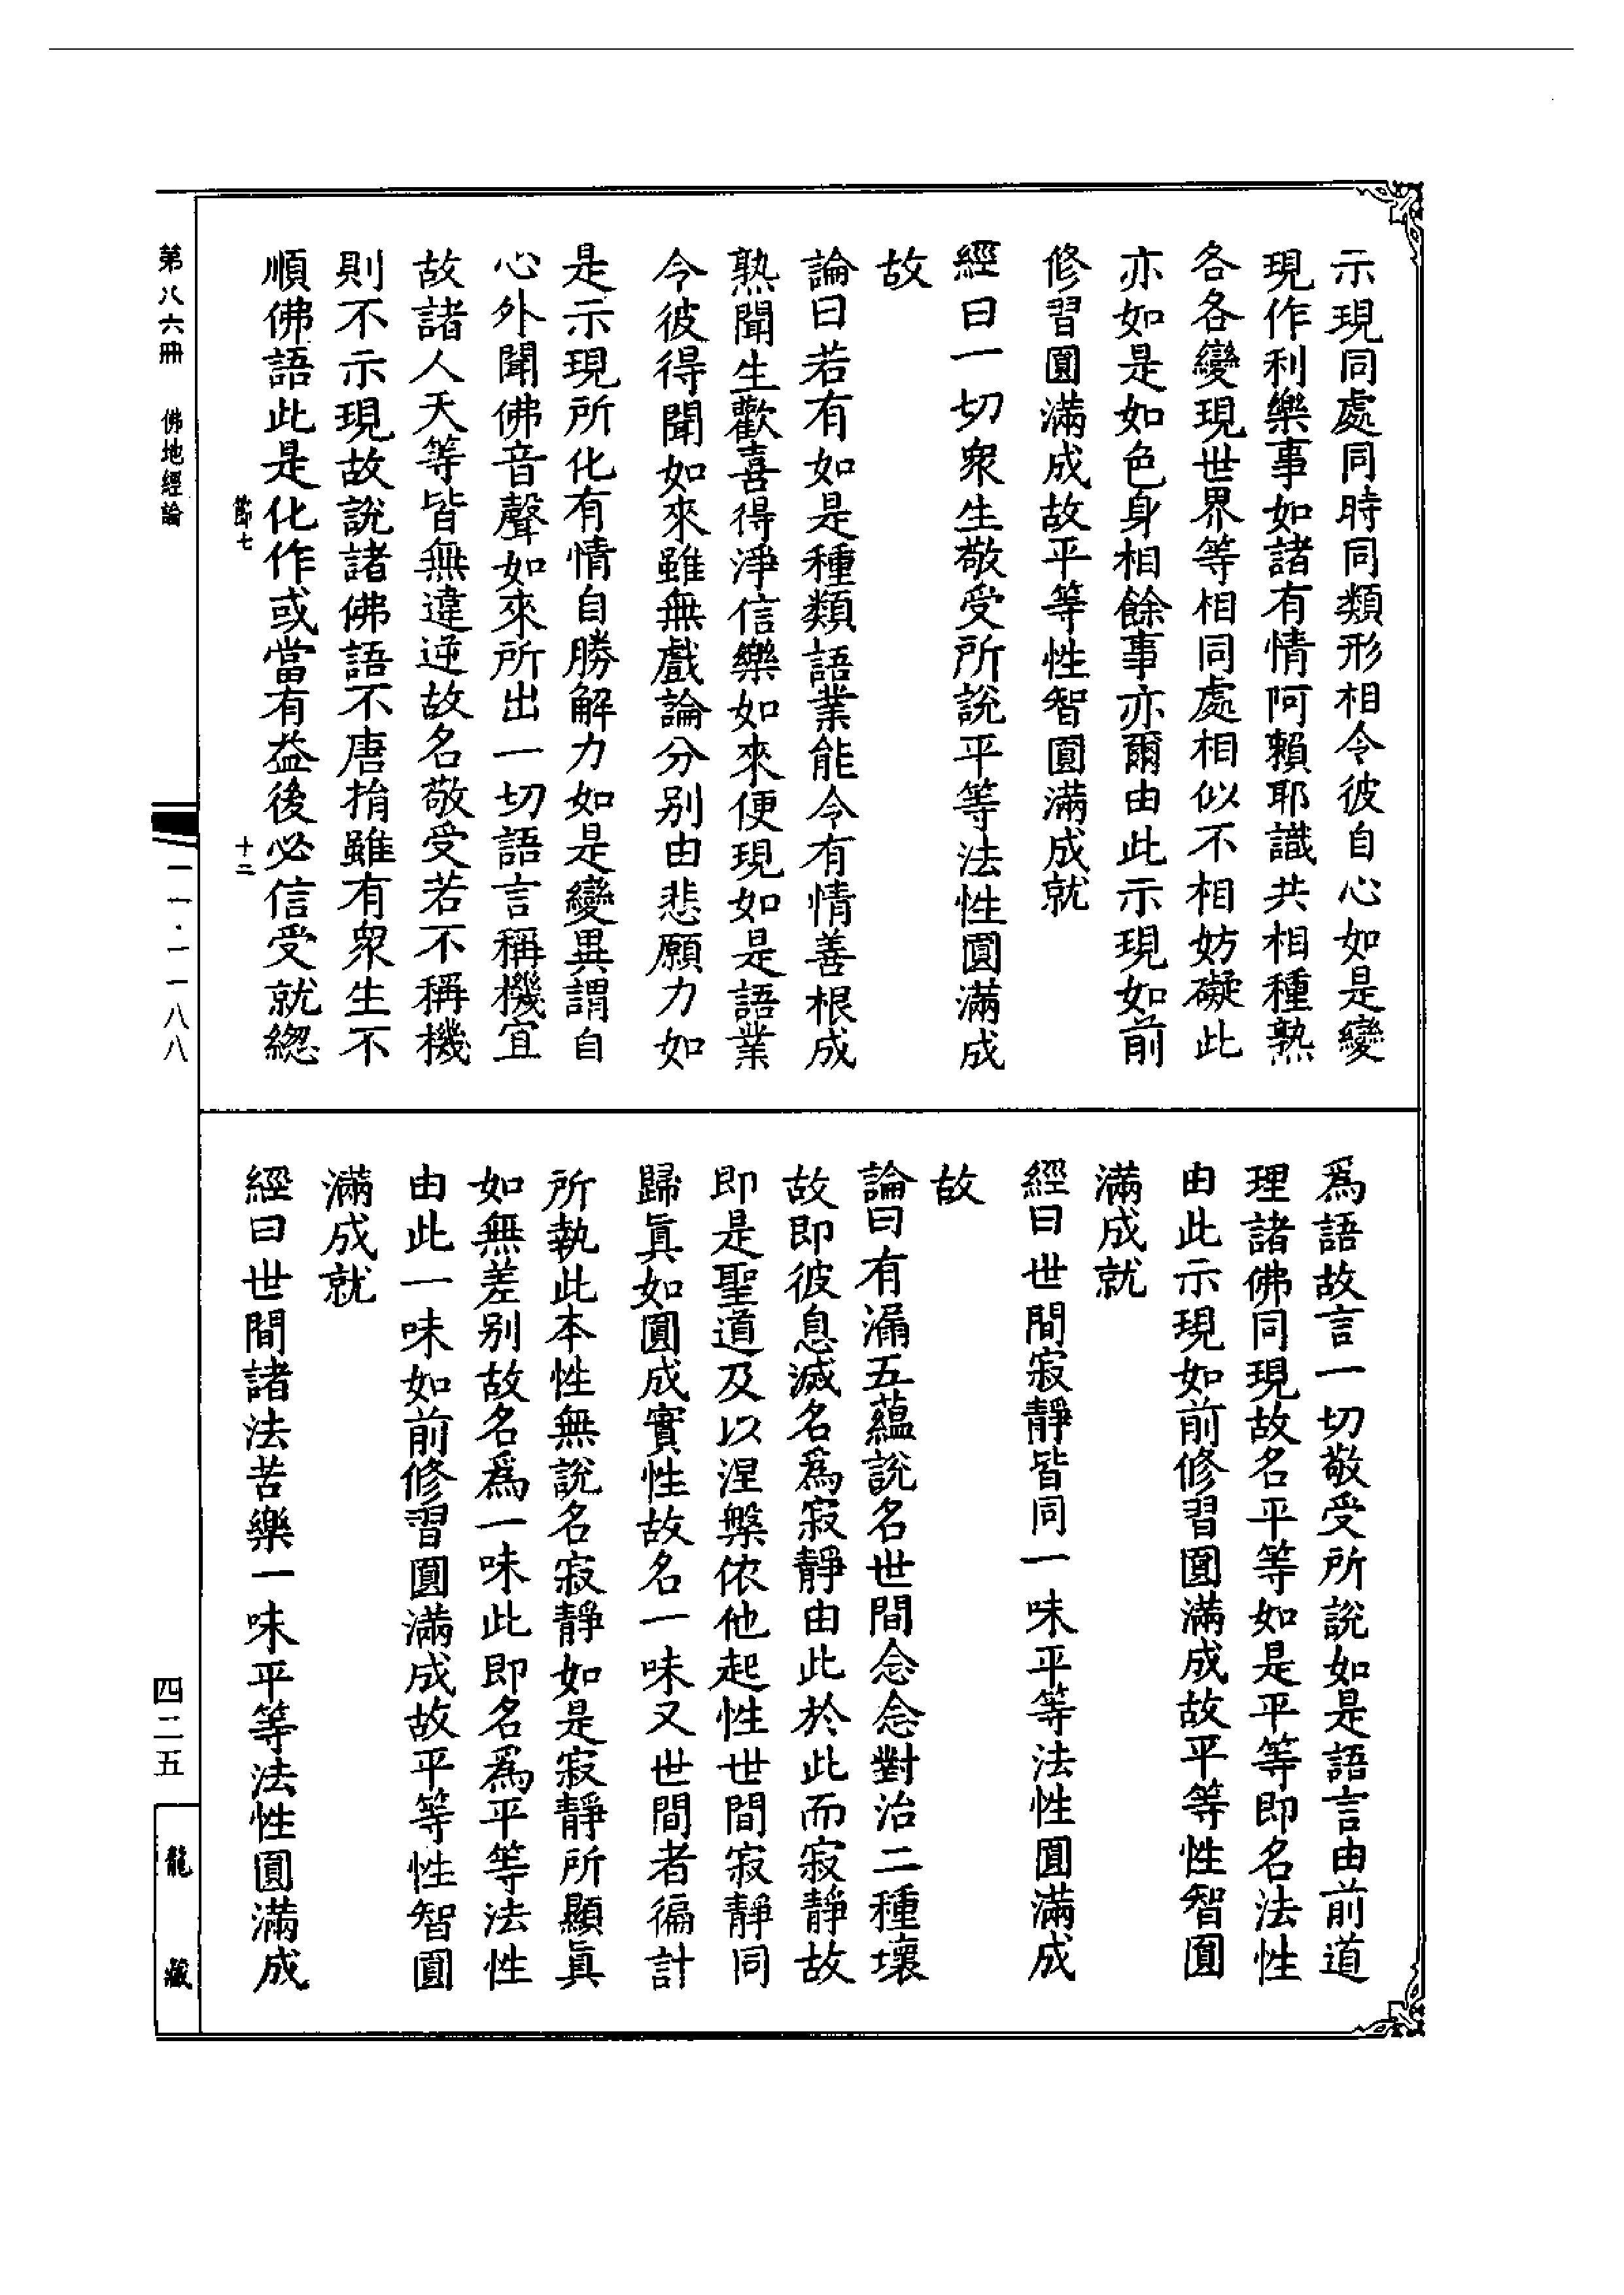 示現同處同時同類形相令彼自心如是變
現作利樂事如諸有情阿賴耶識共相種熟
各各變現世界等相同處相似不相妨礙此
亦如是如色身相餘事亦爾由此示現如前
修習圓滿成故平等性智圓滿成就
經曰一切衆生敬受所說平等法性圓滿成
故
論曰若有如是種類語業能令有情善根成
熟聞生歡喜得淨信樂如來便現如是語業
令彼得聞如來雖無戲論分別由悲願力如
是示現所化有情自勝解力如是變異謂自
心外聞佛音聲如來所出一切語言稱機宜
故諸人天等皆無違逆故名敬受若不稱機
則不示現故說諸佛語不唐捐雖有衆生不
順佛語此是化作或當有益後必信受就緫
節七 十二
爲語故言一切敬受所說如是語言由前道
理諸佛同現故名平等如是平等即名法性
由此示現如前修習圓滿成故平等性智圓
滿成就
經曰世間寂靜皆同一味平等法性圓滿成
故
論曰有漏五蘊說名世間念念對治二種壞
故即彼息滅名爲寂靜由此於此而寂靜故
即是聖道及以涅槃依他起性世間寂靜同
歸眞如圓成實性故名一味又世間者徧計
所執此本性無說名寂靜如是寂靜所顯眞
如無差別故名爲一味此即名爲平等法性
由此一味如前修習圓滿成故平等性智圓
滿成就
經曰世間諸法苦樂一味平等法性圓滿成
第八六冊 佛地經論
一一·一一八八
四二五
龍藏